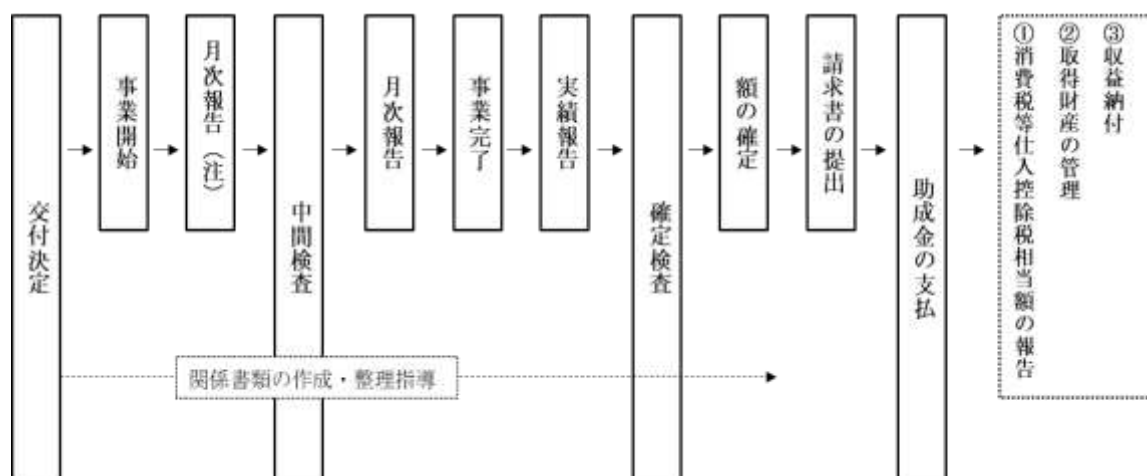 交付決定
事業開始
月次報告（注）
中間検査
月次報告
事業完了
実績報告
確定検査
額の確定
請求書の提出
助成金の支払
③収益納付
②取得財産の管理
①消費税等仕入控除税相当額の報告
関係書類の作成・整理指導